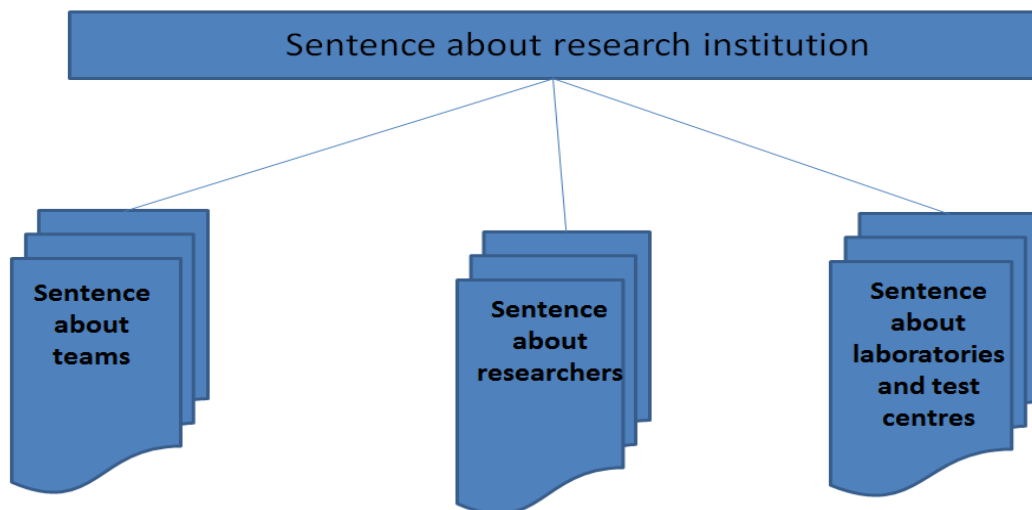 Sentence about research institution
Sentence
about
teams
Sentence
about
researchers
Sentence
about
laboratories
and test
centres